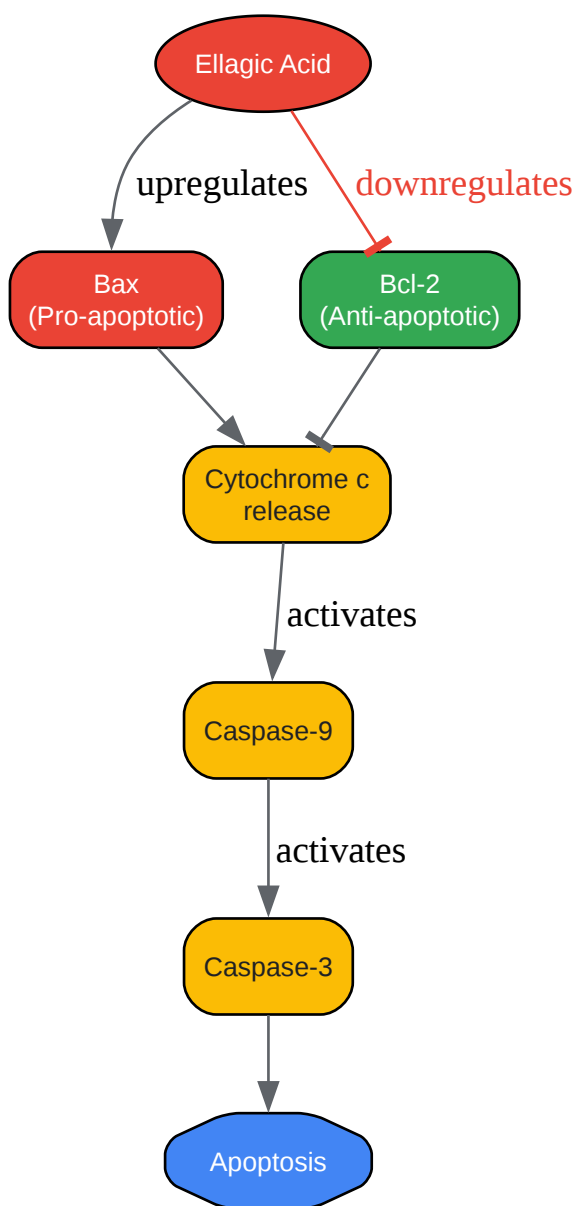 Ellagic Acid
upregulates
downregulates
Bax
(Pro-apoptotic)
Bcl-2
(Anti-apoptotic)
Cytochrome c
release
activates
Caspase-9
activates
Caspase-3
Apoptosis